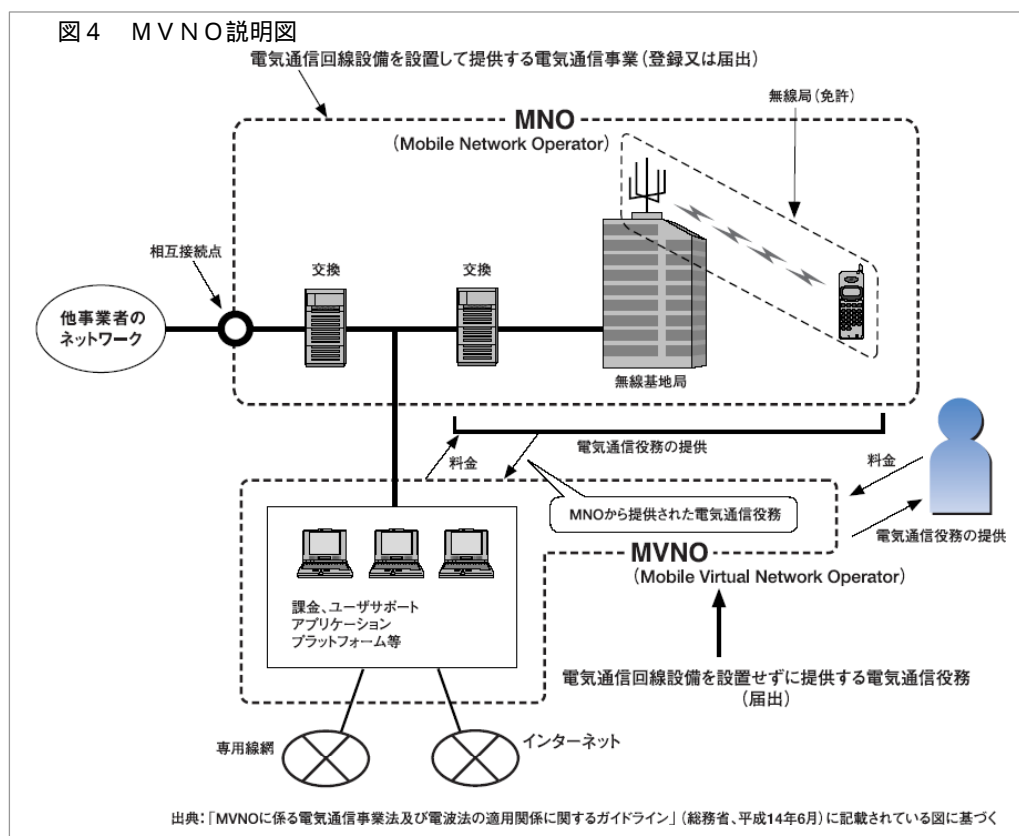 図4 MVNO説明図
電気通信回線設備を設置して提供する電気通信事業(登録又は届出)
無線局(免許)
MNO
(Mobile Network Operator)
相互接続点
交換
交換
他事業者の
ネットワーク
無線基地局
電気通信役務の提供
料金
料金
MNOから提供された電気通信役務
電気通信役務の提供
MVNO
(Mobile Virtual Network Operator)
課金、ユーザサポート
アプリケーション
プラットフォーム等
電気通信回線設備を設置せずに提供する電気通信役務
(届出)
専用線網
インターネット
出典:「MVNOに係る電気通信事業法及び電波法の適用関係に関するガイドライン」(総務省、平成14年6月)に記載されている図に基づく